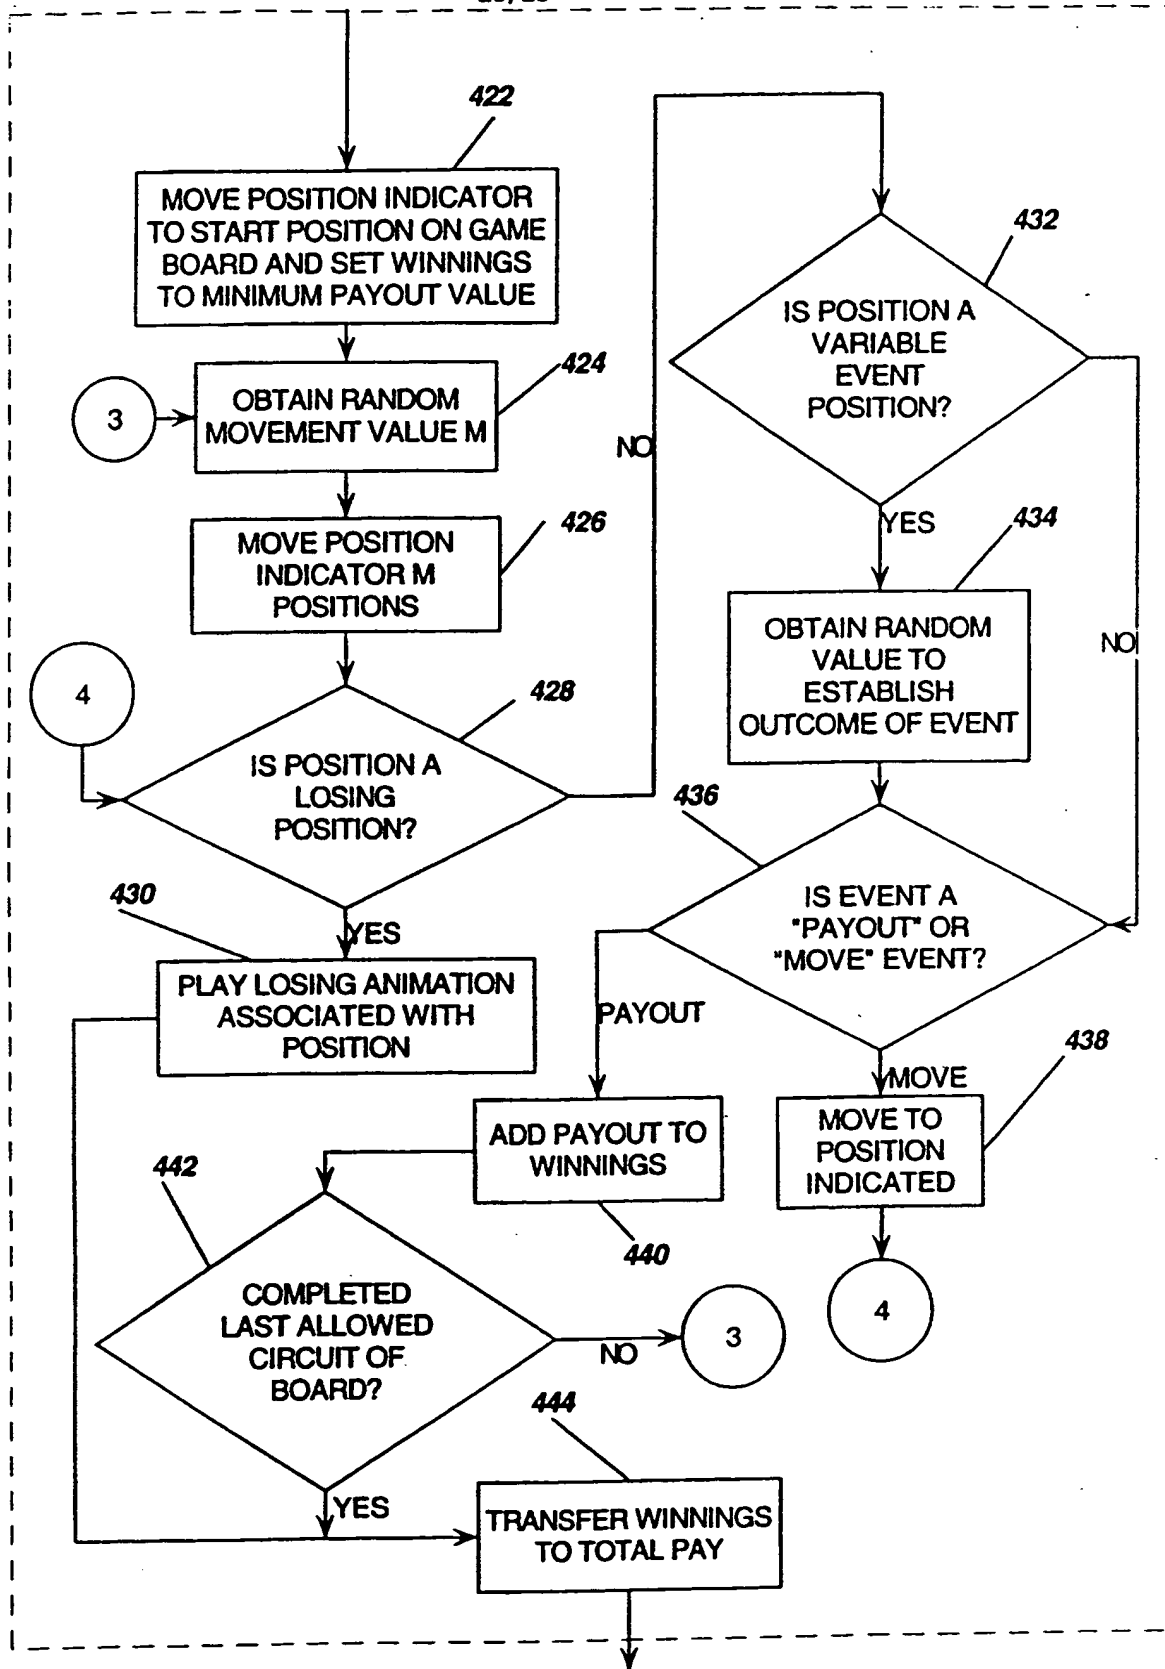 422
MOVE POSITION INDICATOR
TO START POSITION ON GAME
BOARD AND SET WINNINGS
TO MINIMUM PAYOUT VALUE
424
3
OBTAIN RANDOM
MOVEMENT VALUE M
426
MOVE POSITION
INDICATOR M
POSITIONS
4
428
IS POSITION A
LOSING
POSITION?
NO
430
YES
PLAY LOSING ANIMATION
ASSOCIATED WITH
POSITION
432
IS POSITION A
VARIABLE
EVENT
POSITION?
YES
NO
434
OBTAIN RANDOM
VALUE TO
ESTABLISH
OUTCOME OF EVENT
436
IS EVENT A
"PAYOUT" OR
"MOVE" EVENT?
PAYOUT
MOVE
438
MOVE TO
POSITION
INDICATED
4
ADD PAYOUT TO
WINNINGS
440
442
COMPLETED
LAST ALLOWED
CIRCUIT OF
BOARD?
NO
3
YES
444
TRANSFER WINNINGS
TO TOTAL PAY